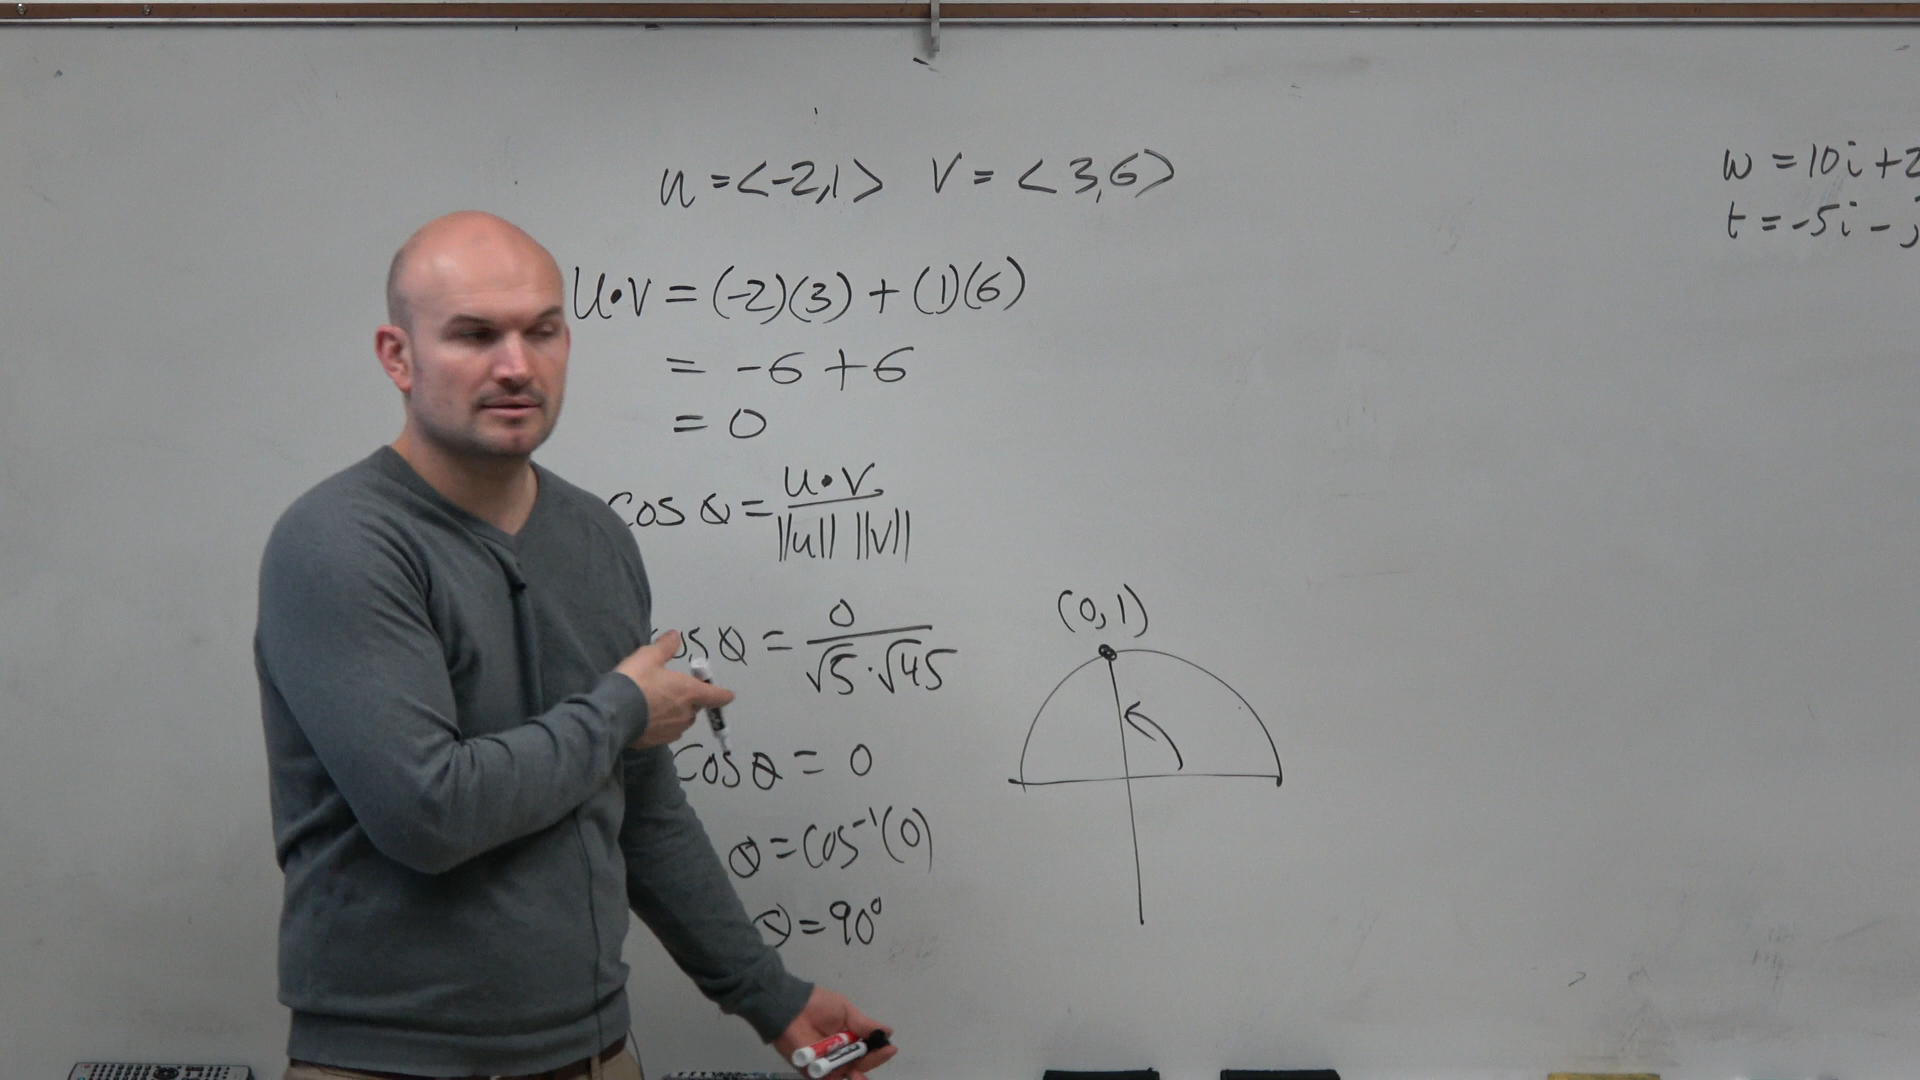 u = <-2,1> v = <3,6>
u•v = (-2)(3) + (1)(6)
= -6 + 6
= 0
cos θ = u•v / ||u|| ||v||
cos θ = 0 / √5 · √45
cos θ = 0
θ = cos⁻¹(0)
θ = 90°
(0,1)
w = 10i + 2
t = -5i - j